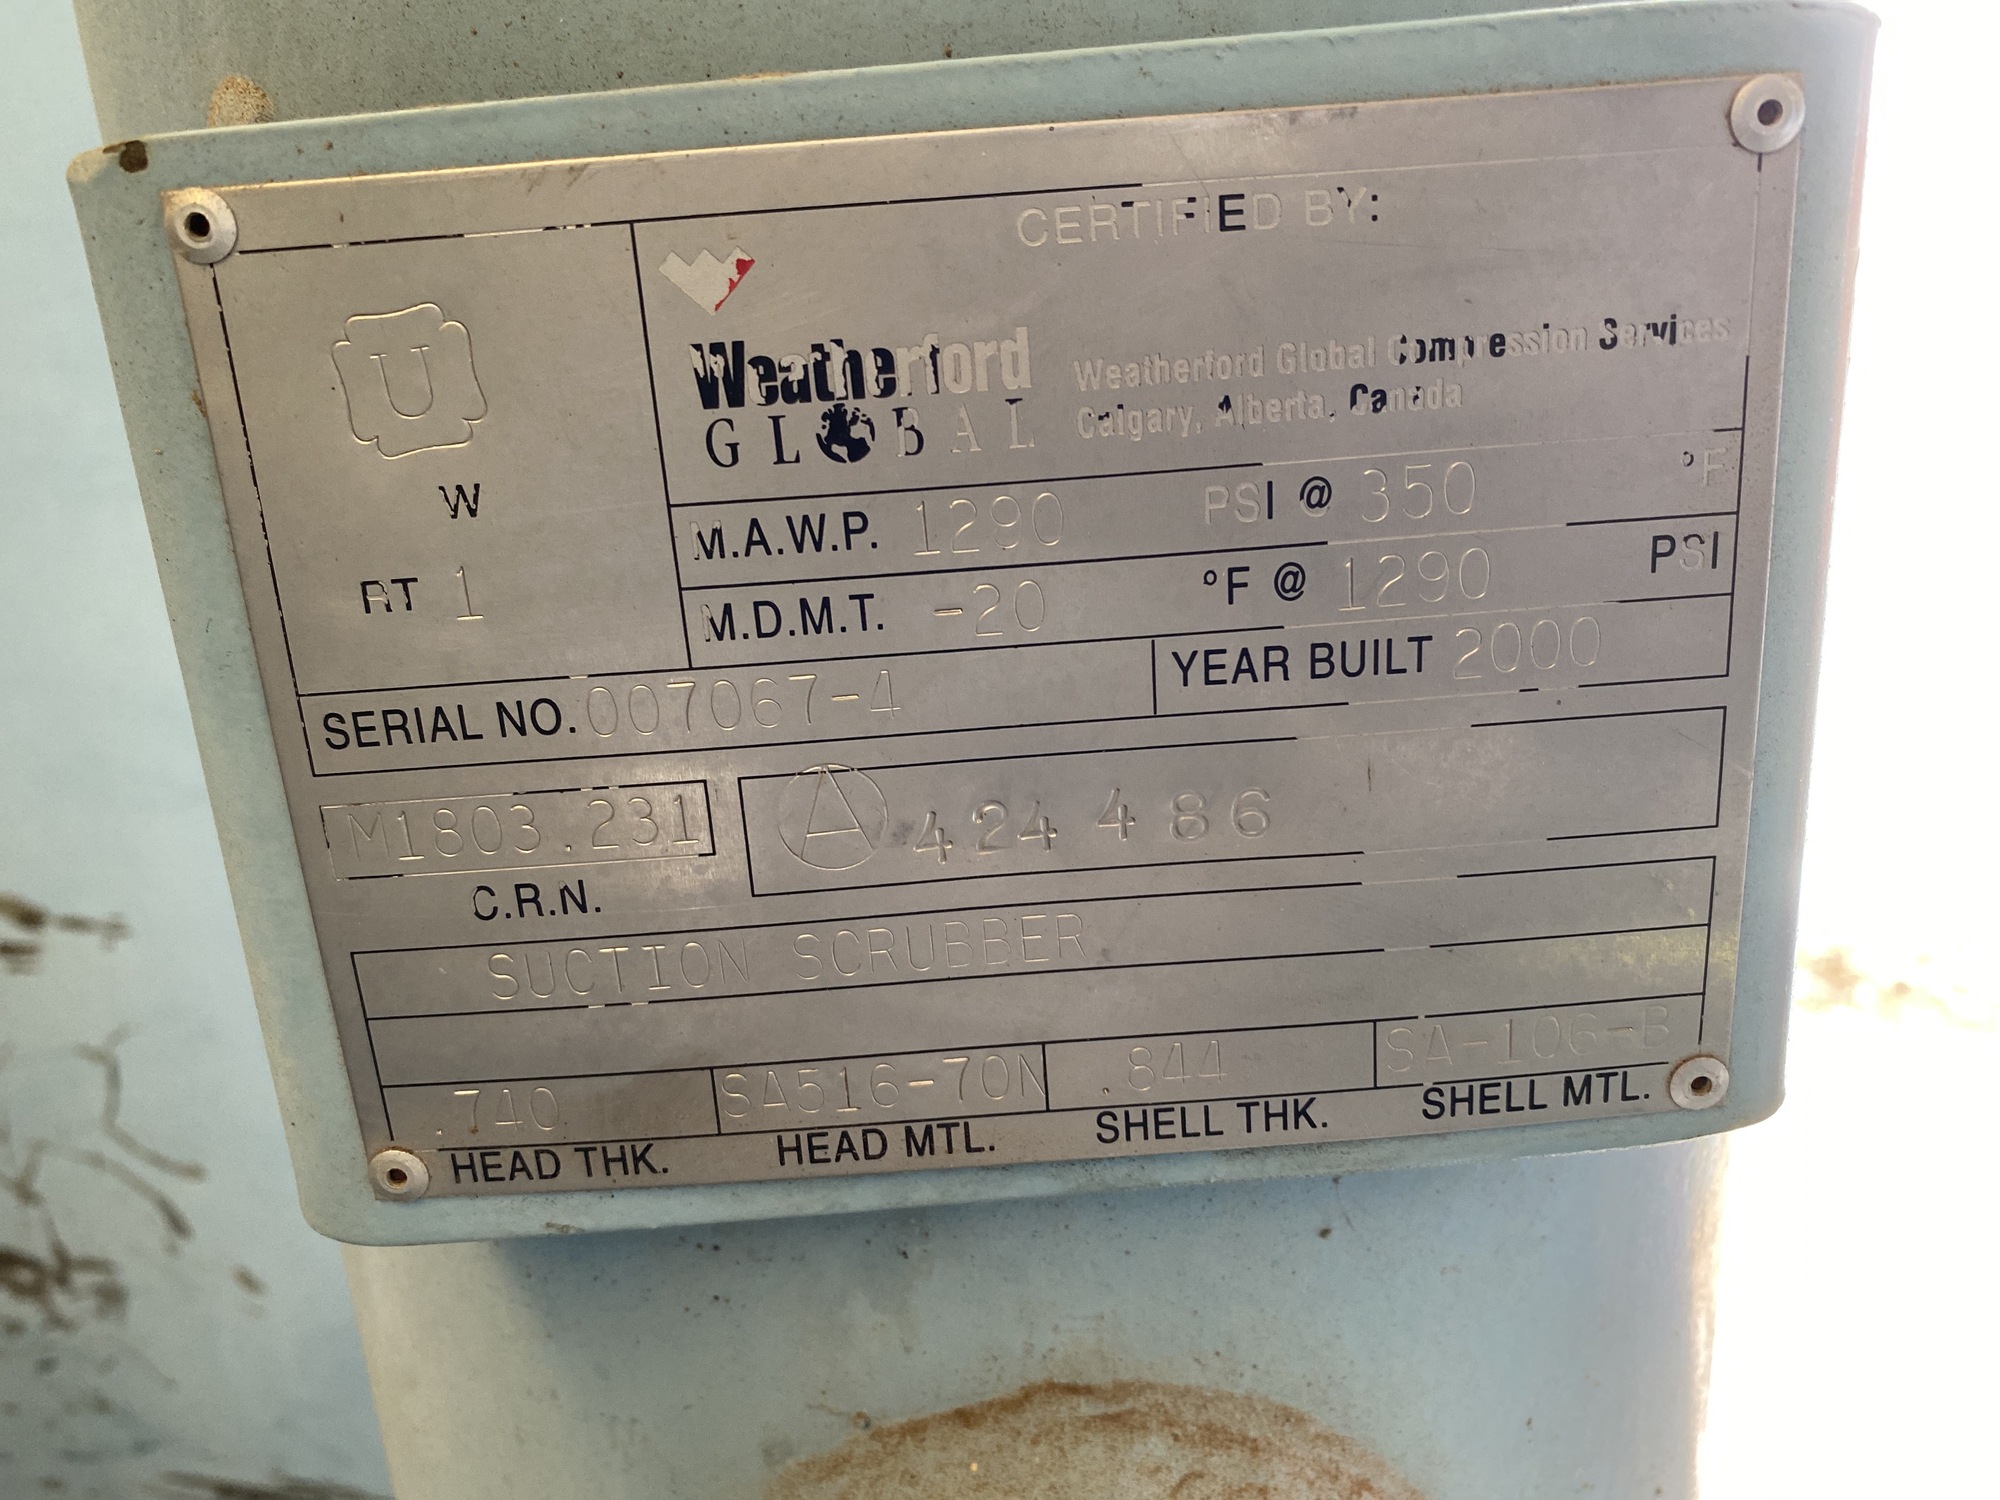 CERTIFIED BY:
U
Weatherford
GLOBAL
Weatherford Global Compression Services
Calgary, Alberta, Canada
W
RT 1
M.A.W.P. 1290 PSI @ 350 °F
M.D.M.T. -20 °F @ 1290 PSI
SERIAL NO. 007067-4 YEAR BUILT 2000
M1803.231 A 424486
C.R.N.
SUCTION SCRUBBER
.740 SA516-70N .844 SA-106-B
HEAD THK. HEAD MTL. SHELL THK. SHELL MTL.